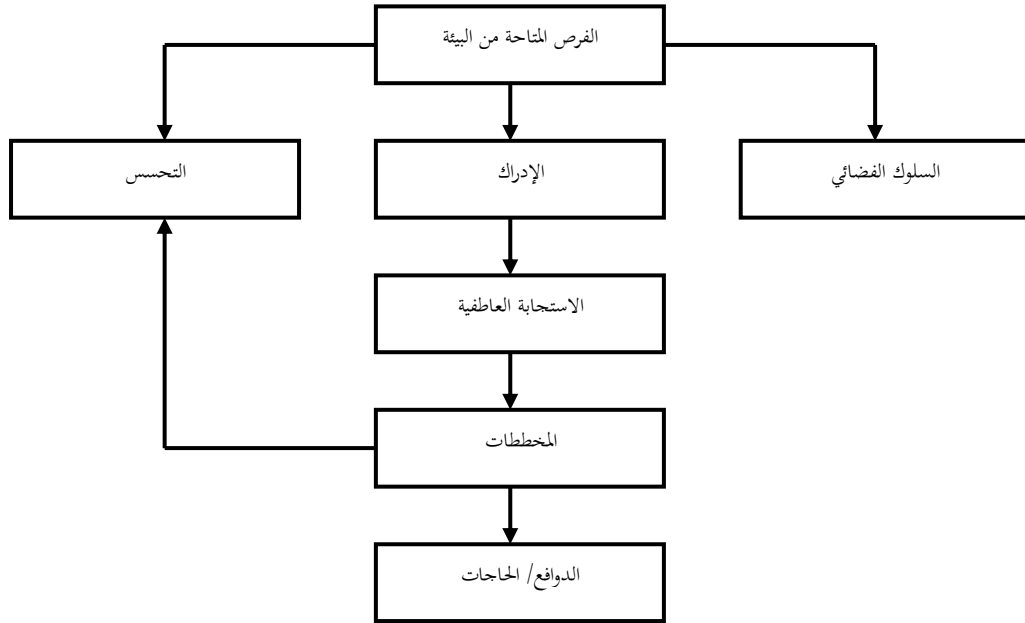 الفرص المتاحة من البيئة
السلوك الفضائي
الإدراك
التحسس
الاستجابة العاطفية
المخططات
الدوافع/ الحاجات